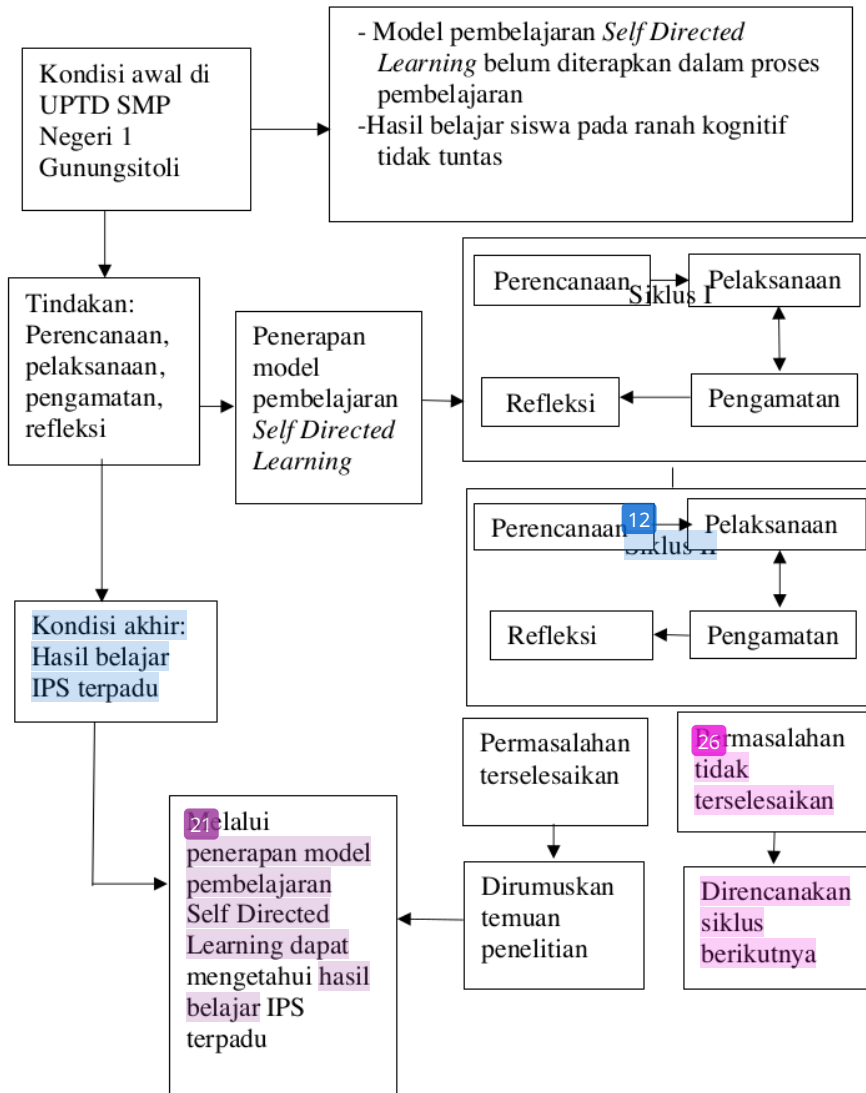 Kondisi awal di
UPTD SMP
Negeri 1
Gunungsitoli
- Model pembelajaran Self Directed
Learning belum diterapkan dalam proses
pembelajaran
-Hasil belajar siswa pada ranah kognitif
tidak tuntas
Tindakan:
Perencanaan,
pelaksanaan,
pengamatan,
refleksi
Penerapan
model
pembelajaran
Self Directed
Learning
Perencanaan
Pelaksanaan
Siklus I
Refleksi
Pengamatan
Perencanaan
12
Pelaksanaan
Siklus II
Refleksi
Pengamatan
Kondisi akhir:
Hasil belajar
IPS terpadu
Permasalahan
terselesaikan
26
Permasalahan
tidak
terselesaikan
21
Melalui
penerapan model
pembelajaran
Self Directed
Learning dapat
mengetahui hasil
belajar IPS
terpadu
Dirumuskan
temuan
penelitian
Direncanakan
siklus
berikutnya